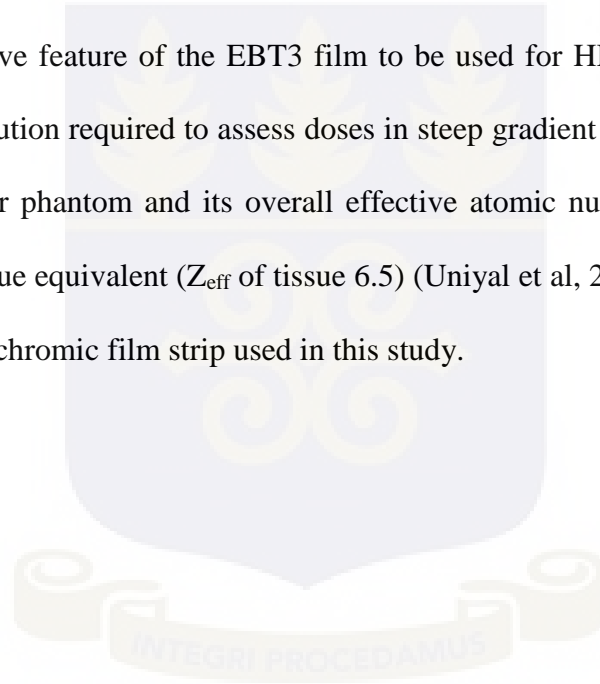 ve feature of the EBT3 film to be used for H
ution required to assess doses in steep gradient
r phantom and its overall effective atomic nu
ue equivalent (Zeff of tissue 6.5) (Uniyal et al, 2
chromic film strip used in this study.
INTEGRI PROCEDAMUS